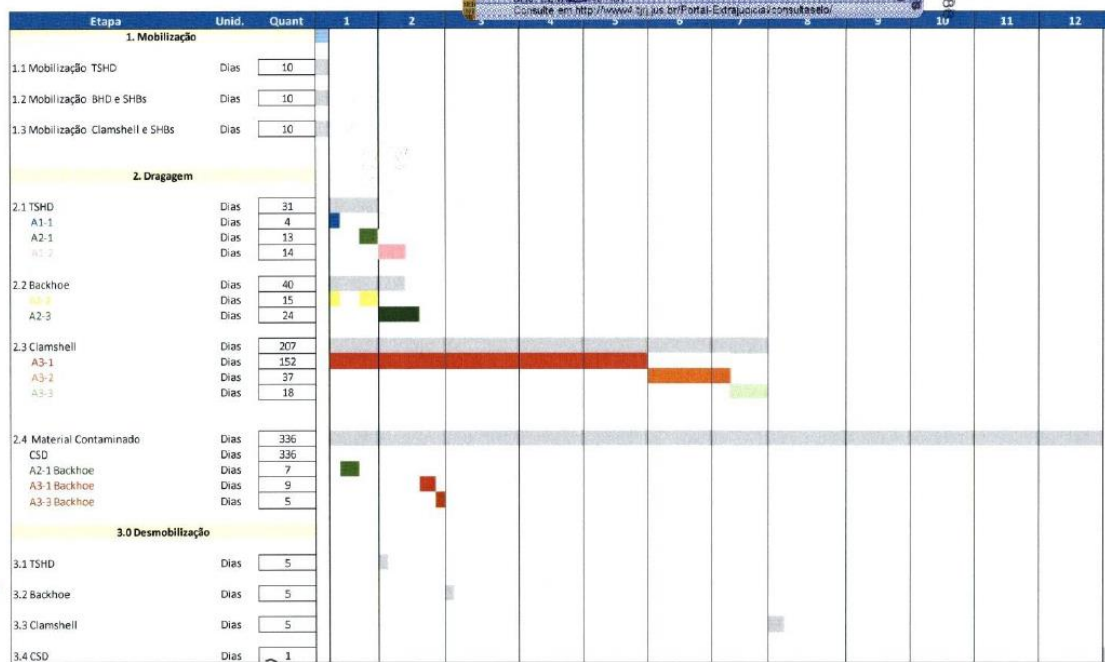 Consulte em http://www4.tjrj.jus.br/Portal-Extrajudicial/consultaselo/
Etapa Unid. Quant 1 2 3 4 5 6 7 8 9 10 11 12
1. Mobilização
1.1 Mobilização TSHD Dias 10
1.2 Mobilização BHD e SHBs Dias 10
1.3 Mobilização Clamshell e SHBs Dias 10
2. Dragagem
2.1 TSHD Dias 31
A1-1 Dias 4
A2-1 Dias 13
A1-2 Dias 14
2.2 Backhoe Dias 40
Dias 15
A2-3 Dias 24
2.3 Clamshell Dias 207
A3-1 Dias 152
A3-2 Dias 37
A3-3 Dias 18
2.4 Material Contaminado Dias 336
CSD Dias 336
A2-1 Backhoe Dias 7
A3-1 Backhoe Dias 9
A3-3 Backhoe Dias 5
3.0 Desmobilização
3.1 TSHD Dias 5
3.2 Backhoe Dias 5
3.3 Clamshell Dias 5
3.4 CSD Dias 1